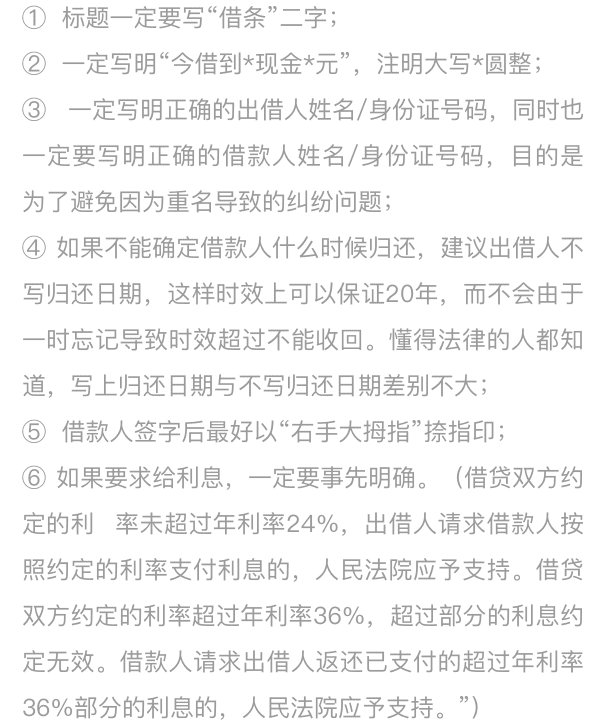 ① 标题一定要写“借条”二字；
② 一定写明“今借到*现金*元”，注明大写*圆整；
③ 一定写明正确的出借人姓名/身份证号码，同时也
一定要写明正确的借款人姓名/身份证号码，目的是
为了避免因为重名导致的纠纷问题；
④ 如果不能确定借款人什么时候归还，建议出借人不
写归还日期，这样时效上可以保证20年，而不会由于
一时忘记导致时效超过不能收回。懂得法律的人都知
道，写上归还日期与不写归还日期差别不大；
⑤ 借款人签字后最好以“右手大拇指”捺指印；
⑥ 如果要求给利息，一定要事先明确。（借贷双方约
定的利 率未超过年利率24%，出借人请求借款人按
照约定的利率支付利息的，人民法院应予支持。借贷
双方约定的利率超过年利率36%，超过部分的利息约
定无效。借款人请求出借人返还已支付的超过年利率
36%部分的利息的，人民法院应予支持。”）